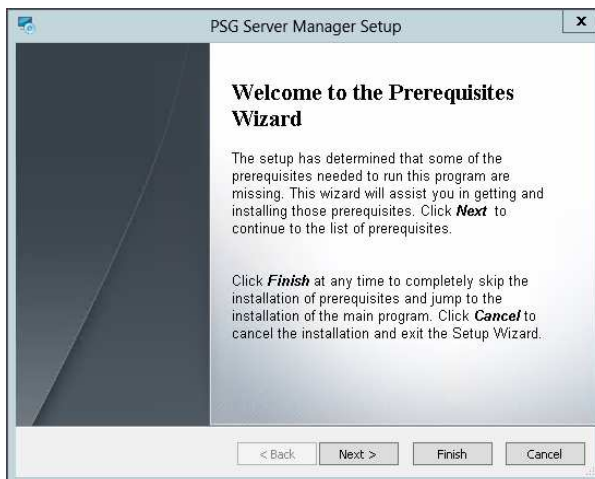 PSG Server Manager Setup
x
Welcome to the Prerequisites
Wizard
The setup has determined that some of the
prerequisites needed to run this program are
missing. This wizard will assist you in getting and
installing those prerequisites. Click Next to
continue to the list of prerequisites.
Click Finish at any time to completely skip the
installation of prerequisites and jump to the
installation of the main program. Click Cancel to
cancel the installation and exit the Setup Wizard.
< Back Next > Finish Cancel